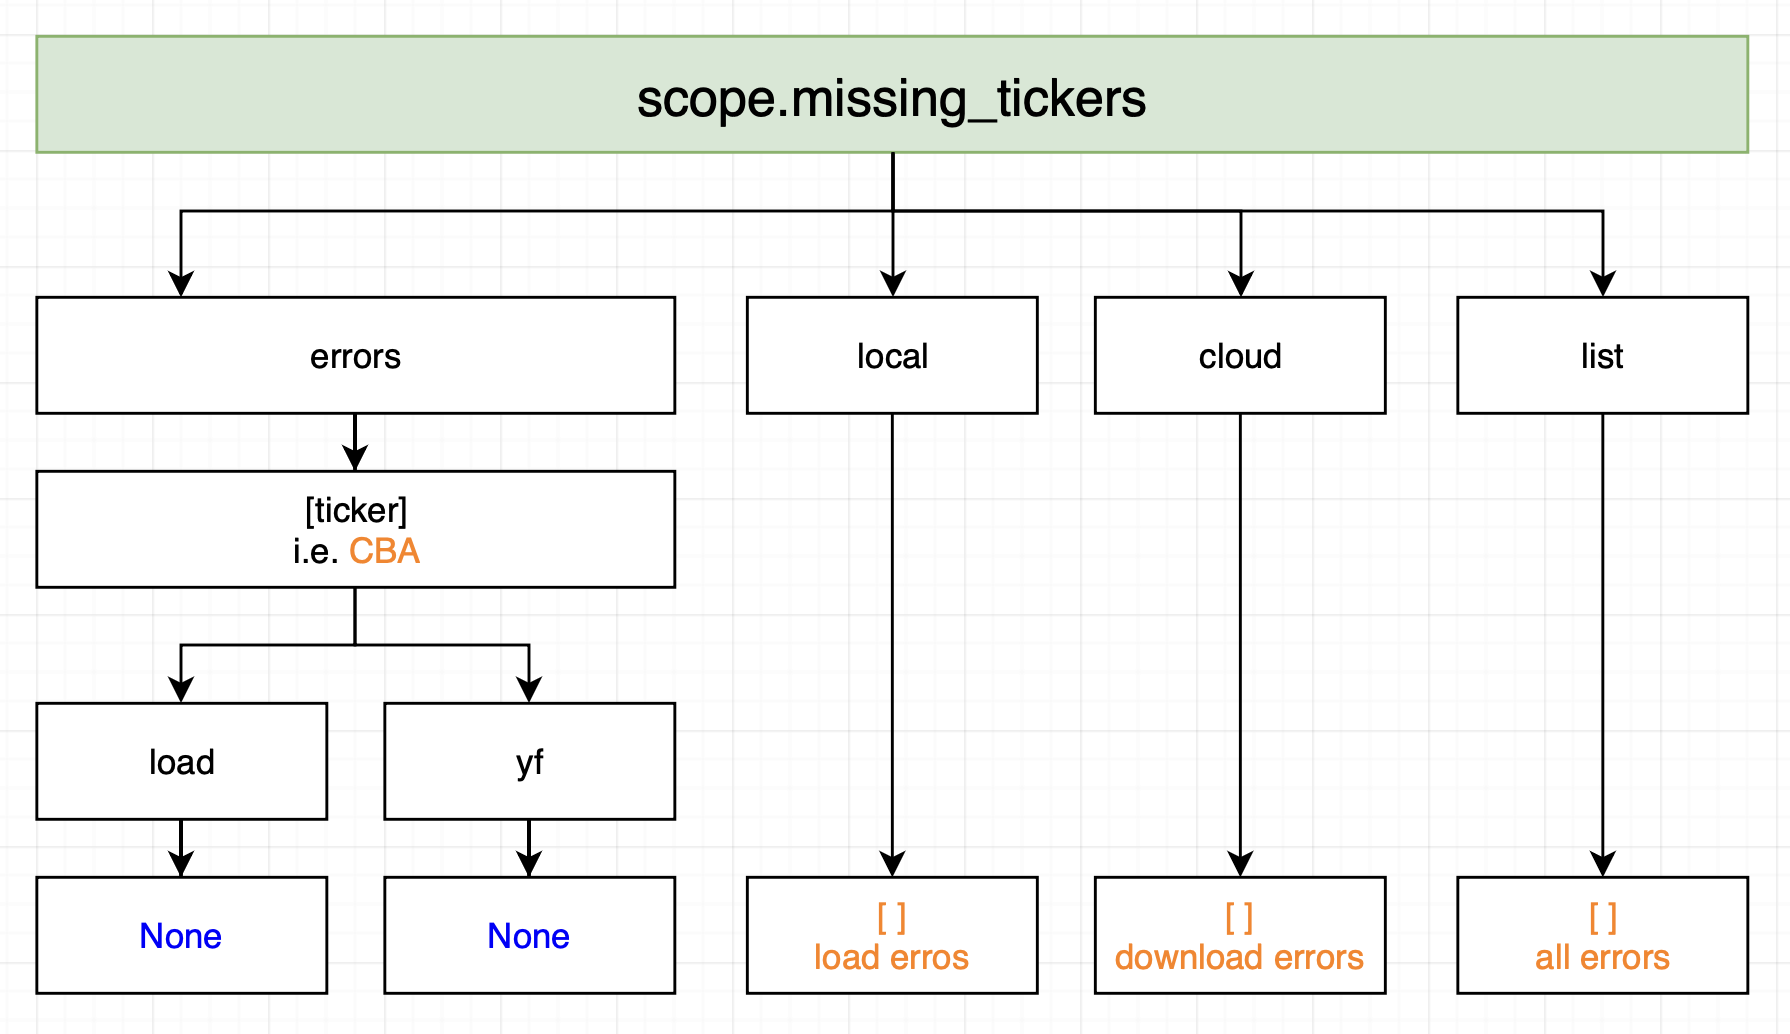 scope.missing_tickers
errors
local
cloud
list
[ticker]
i.e. CBA
load
yf
None
None
[ ]
load erros
[ ]
download errors
[ ]
all errors